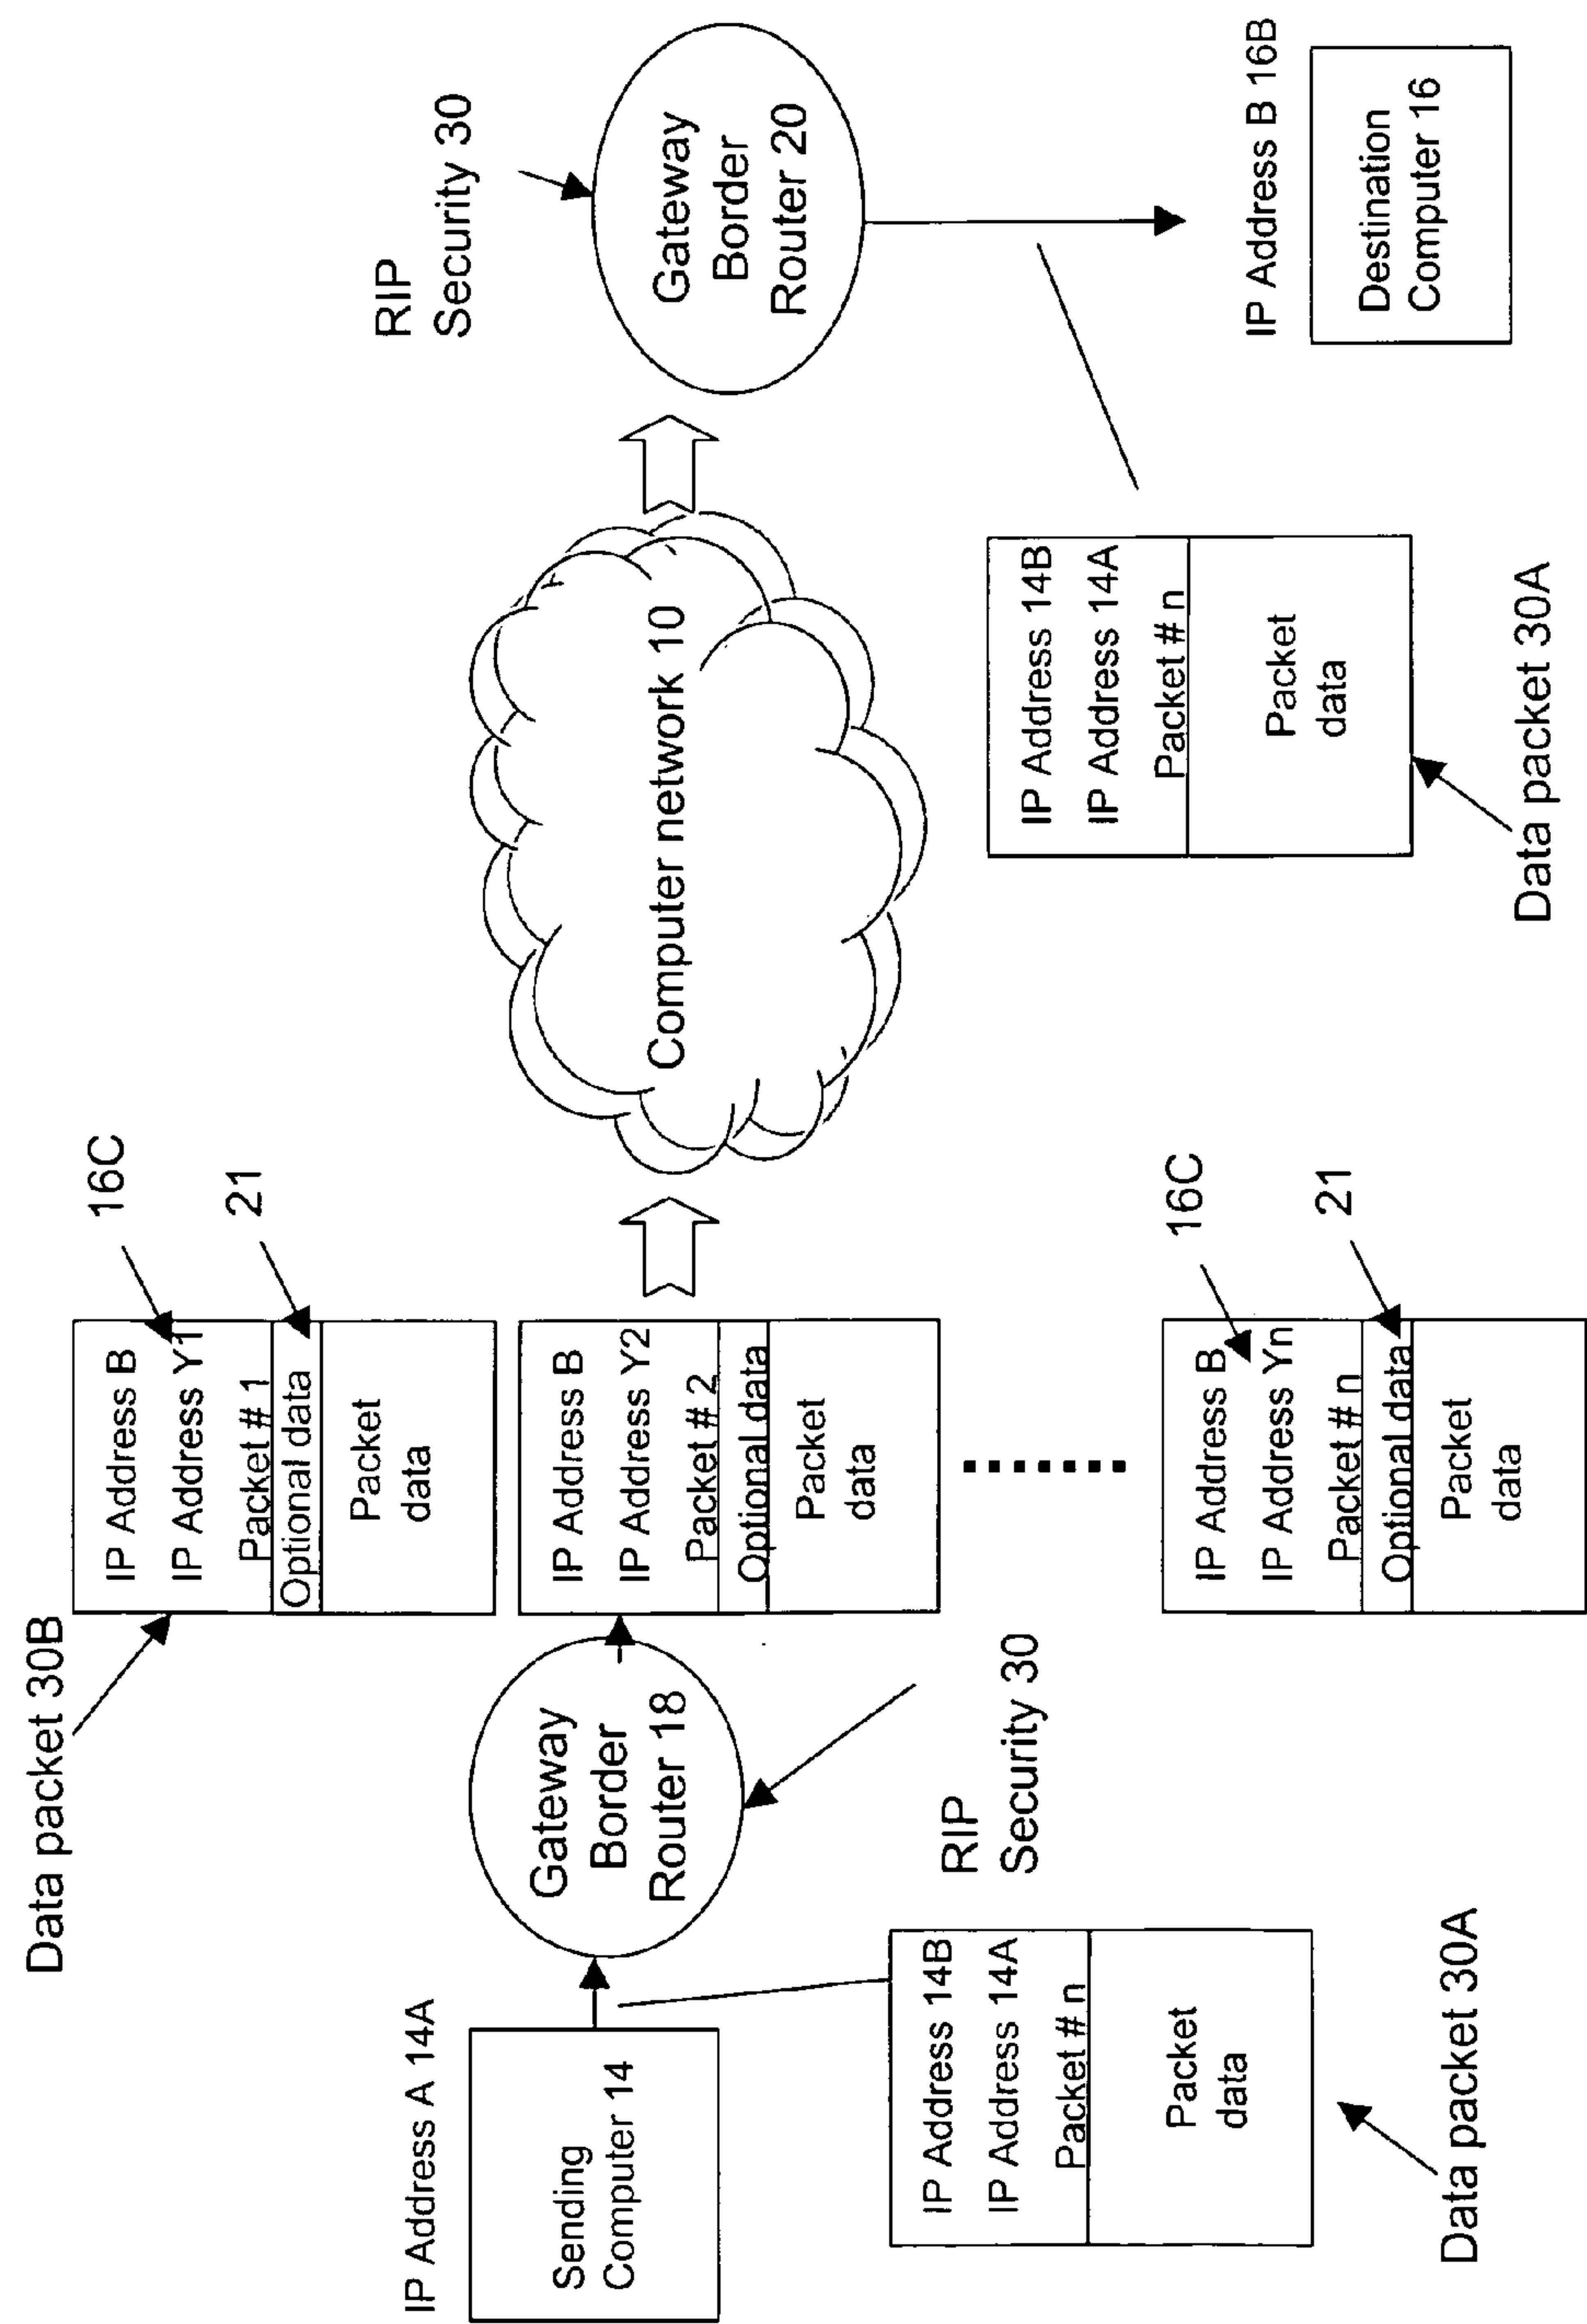 Data packet 30B
16C
21
IP Address B
IP Address Y1
Packet # 1
Optional data
Packet
data
IP Address A 14A
Sending
Computer 14
Gateway
Border
Router 18
IP Address B
IP Address Y2
Packet # 2
Optional data
Packet
data
Computer network 10
RIP
Security 30
Gateway
Border
Router 20
IP Address 14B
IP Address 14A
Packet # n
Packet
data
Data packet 30A
RIP
Security 30
16C
21
IP Address B
IP Address Yn
Packet # n
Optional data
Packet
data
IP Address 14B
IP Address 14A
Packet # n
Packet
data
Data packet 30A
IP Address B 16B
Destination
Computer 16